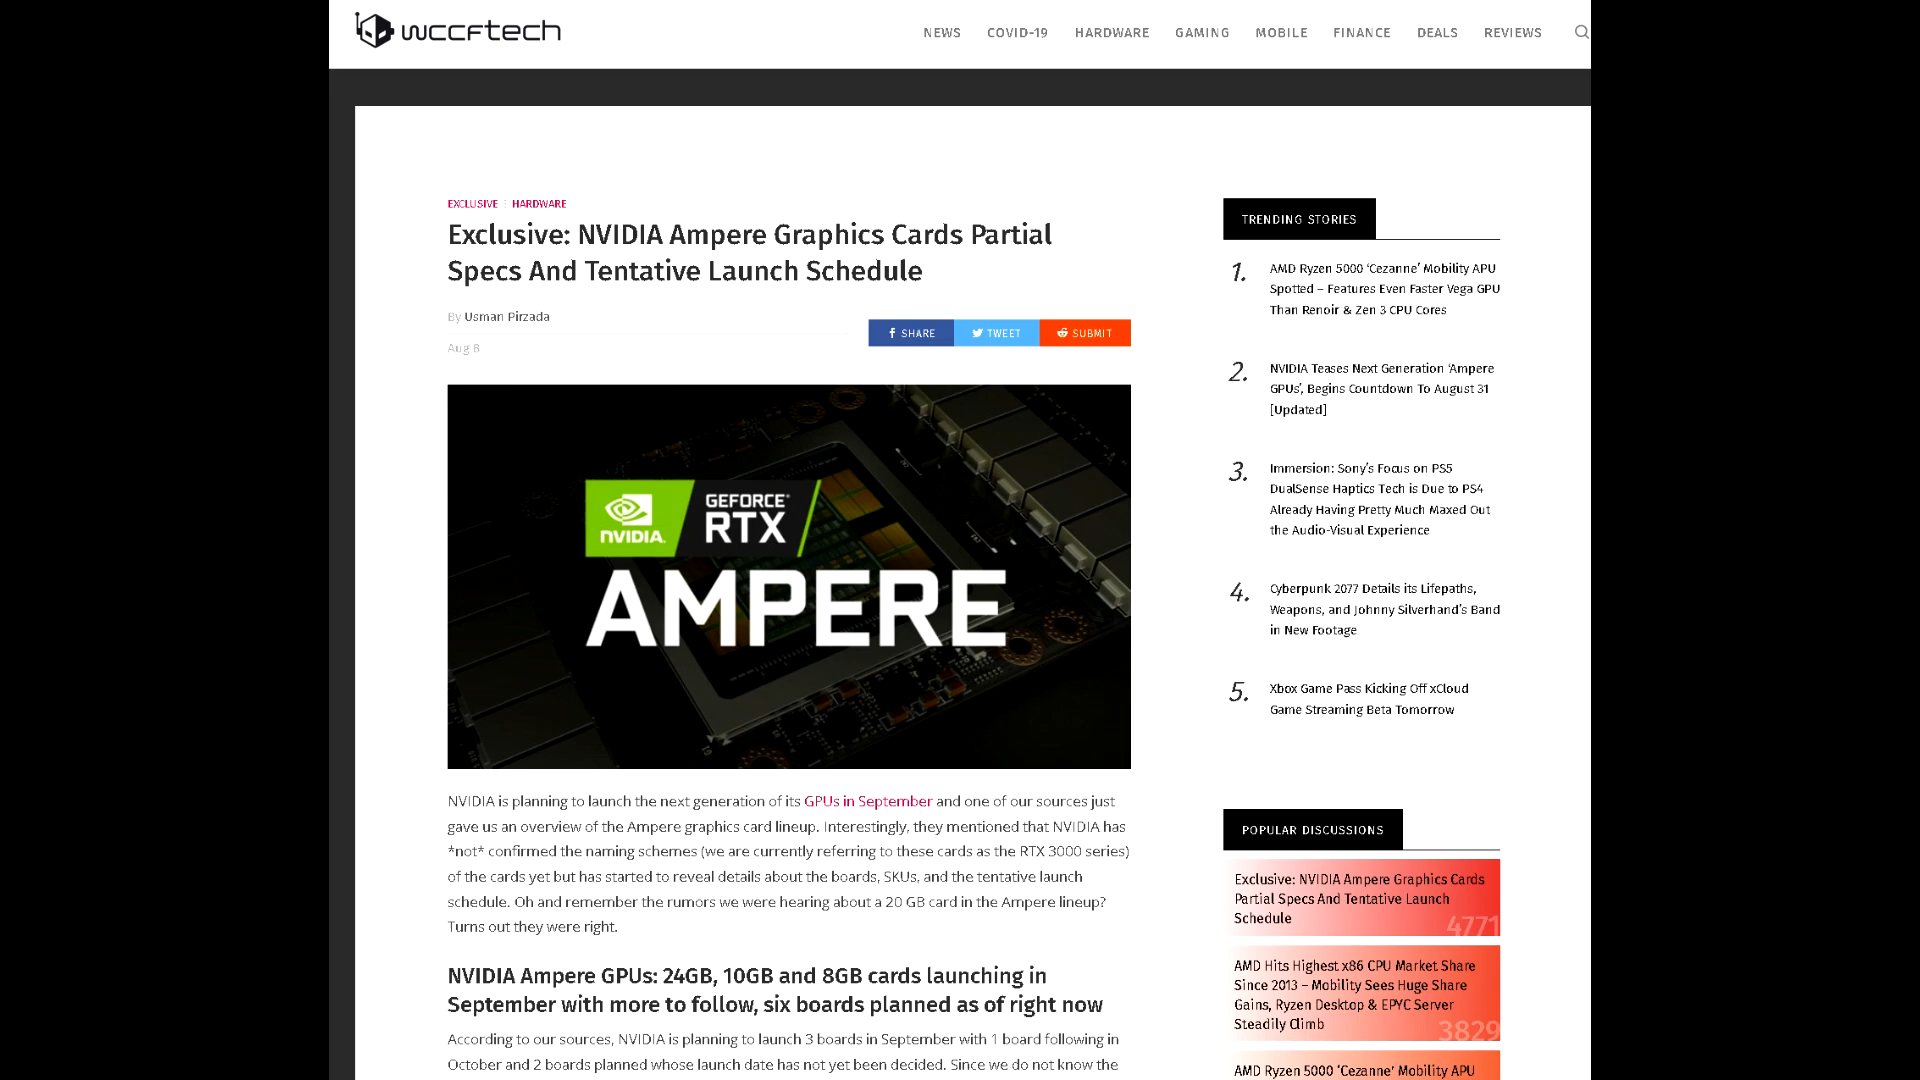 wccftech
NEWS COVID-19 HARDWARE GAMING MOBILE FINANCE DEALS REVIEWS
EXCLUSIVE HARDWARE
Exclusive: NVIDIA Ampere Graphics Cards Partial
Specs And Tentative Launch Schedule
By Usman Pirzada
Aug 8
SHARE TWEET SUBMIT
NVIDIA. GEFORCE® RTX
AMPERE
NVIDIA is planning to launch the next generation of its GPUs in September and one of our sources just
gave us an overview of the Ampere graphics card lineup. Interestingly, they mentioned that NVIDIA has
*not* confirmed the naming schemes (we are currently referring to these cards as the RTX 3000 series)
of the cards yet but has started to reveal details about the boards, SKUs, and the tentative launch
schedule. Oh and remember the rumors we were hearing about a 20 GB card in the Ampere lineup?
Turns out they were right.
NVIDIA Ampere GPUs: 24GB, 10GB and 8GB cards launching in
September with more to follow, six boards planned as of right now
According to our sources, NVIDIA is planning to launch 3 boards in September with 1 board following in
October and 2 boards planned whose launch date has not yet been decided. Since we do not know the
TRENDING STORIES
1. AMD Ryzen 5000 ‘Cezanne’ Mobility APU
Spotted – Features Even Faster Vega GPU
Than Renoir & Zen 3 CPU Cores
2. NVIDIA Teases Next Generation ‘Ampere
GPUs’, Begins Countdown To August 31
[Updated]
3. Immersion: Sony’s Focus on PS5
DualSense Haptics Tech is Due to PS4
Already Having Pretty Much Maxed Out
the Audio-Visual Experience
4. Cyberpunk 2077 Details its Lifepaths,
Weapons, and Johnny Silverhand’s Band
in New Footage
5. Xbox Game Pass Kicking Off xCloud
Game Streaming Beta Tomorrow
POPULAR DISCUSSIONS
Exclusive: NVIDIA Ampere Graphics Cards
Partial Specs And Tentative Launch
Schedule
4771
AMD Hits Highest x86 CPU Market Share
Since 2013 – Mobility Sees Huge Share
Gains, Ryzen Desktop & EPYC Server
Steadily Climb
3829
AMD Ryzen 5000 ‘Cezanne’ Mobility APU